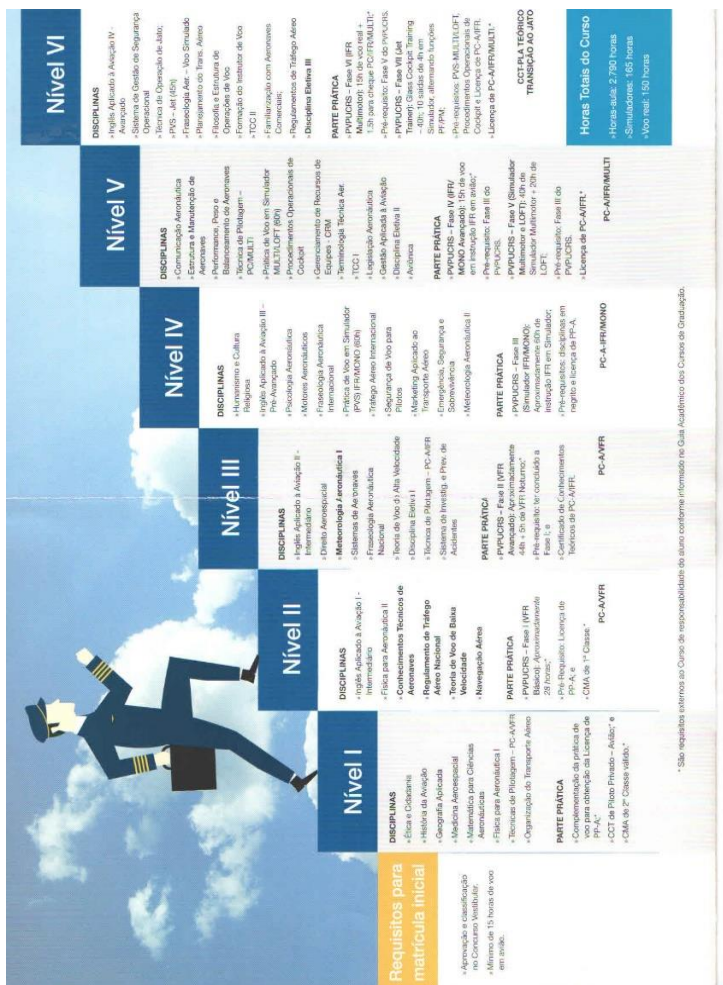 Requisitos para
matrícula inicial
»Aprovação e classificação
no Concurso Vestibular.
»Mínimo de 15 horas de voo
em avião.
Nível I
DISCIPLINAS
»Ética e Cidadania
»História da Aviação
»Geografia Aplicada
»Medicina Aeroespacial
»Matemática para Ciências
Aeronáuticas
»Física para Aeronáutica I
»Técnicas de Pilotagem – PC-A/VFR
»Organização do Transporte Aéreo
PARTE PRÁTICA
»Complementação da prática de
voo para obtenção da Licença de
PP-A;*
»CCT de Piloto Privado – Avião;* e
»CMA de 2ª Classe válido.*
Nível II
DISCIPLINAS
»Inglês Aplicado à Aviação I -
Intermediário
»Física para Aeronáutica II
»Conhecimentos Técnicos de
Aeronaves
»Regulamento de Tráfego
Aéreo Nacional
»Teoria de Voo de Baixa
Velocidade
»Navegação Aérea
PARTE PRÁTICA
»PVPUCRS – Fase I (VFR
Básico): Aproximadamente
28 horas;*
»Pré-Requisito: Licença de
PP-A; e
»CMA de 1ª Classe*
PC-A/VFR
Nível III
DISCIPLINAS
»Inglês Aplicado à Aviação II -
Intermediário
»Direito Aeroespacial
»Meteorologia Aeronáutica I
»Sistemas de Aeronaves
»Fraseologia Aeronáutica
Nacional
»Teoria de Voo de Alta Velocidade
»Disciplina Eletiva I
»Técnica de Pilotagem – PC-A/IFR
»Sistema de Investig. e Prev. de
Acidentes
PARTE PRÁTICA
»PVPUCRS – Fase II (VFR
Avançado): Aproximadamente
44h + 5h de VFR Noturno;*
»Pré-requisito: ter concluído a
Fase I; e
»Certificado de Conhecimentos
Teóricos de PC-A/IFR.
PC-A/VFR
Nível IV
DISCIPLINAS
»Humanismo e Cultura
Religiosa
»Inglês Aplicado à Aviação III –
Pré-Avançado
»Psicologia Aeronáutica
»Motores Aeronáuticos
»Fraseologia Aeronáutica
Internacional
»Prática de Voo em Simulador
(PVS) IFR/MONO (60h)
»Tráfego Aéreo Internacional
»Segurança de Voo para
Pilotos
»Marketing Aplicado ao
Transporte Aéreo
»Emergência, Segurança e
Sobrevivência
»Meteorologia Aeronáutica II
PARTE PRÁTICA
»PVPUCRS – Fase III
(Simulador IFR/MONO):
Aproximadamente 60h de
Instrução IFR em Simulador;
»Pré-requisitos: disciplinas em
negrito e licença de PP-A.
PC-A-IFR/MONO
Nível V
DISCIPLINAS
»Comunicação Aeronáutica
»Estrutura e Manutenção de
Aeronaves
»Performance, Peso e
Balanceamento de Aeronaves
»Técnica de Pilotagem –
PC/MULTI
»Prática de Voo em Simulador
MULTI/LOFT (60h)
»Procedimentos Operacionais de
Cockpit
»Gerenciamento de Recursos de
Equipes - CRM
»Terminologia Técnica Aer.
»TCC I
»Legislação Aeronáutica
»Gestão Aplicada à Aviação
»Disciplina Eletiva II
»Aviônica
PARTE PRÁTICA
»PVPUCRS – Fase IV (IFR/
MONO Avançado): 15h de voo
em instrução IFR em avião;*
»Pré-requisito: Fase III do
PVPUCRS.
»PVPUCRS – Fase V (Simulador
Multimotor e LOFT): 40h de
Simulador Multimotor + 20h de
LOFT;
»Pré-requisito: Fase III do
PVPUCRS.
»Licença de PC-A/IFR.*
PC-A/IFR/MULTI
Nível VI
DISCIPLINAS
»Inglês Aplicado à Aviação IV -
Avançado
»Sistema de Gestão de Segurança
Operacional
»Técnica de Operação de Jato;
»PVS – Jet (45h)
»Fraseologia Aer. – Voo Simulado
»Planejamento do Trans. Aéreo
»Filosofia e Estrutura de
Operações de Voo
»Formação do Instrutor de Voo
»TCC II
»Familiarização com Aeronaves
Comerciais;
»Regulamentos de Tráfego Aéreo
»Disciplina Eletiva III
PARTE PRÁTICA
»PVPUCRS – Fase VI (IFR
Multimotor): 15h de voo real +
1.5h para cheque PC/IFR/MULTI.*
»Pré-requisito: Fase V do PVPUCRS.
»PVPUCRS – Fase VII (Jet
Trainer): Glass Cockpit Training
– 40h; 10 saídas de 4h em
Simulador, alternando funções
PF/PM;
»Pré-requisitos: PVS-MULTI/LOFT,
Procedimentos Operacionais de
Cockpit e Licença de PC-A/IFR.
»Licença de PC-A/IFR/MULTI.*
CCT-PLA TEÓRICO
TRANSIÇÃO AO JATO
Horas Totais do Curso
»Horas-aula: 2.790 horas
»Simuladores: 165 horas
»Voo real: 150 horas
* São requisitos externos ao Curso de responsabilidade do aluno conforme informado no Guia Acadêmico dos Cursos de Graduação.